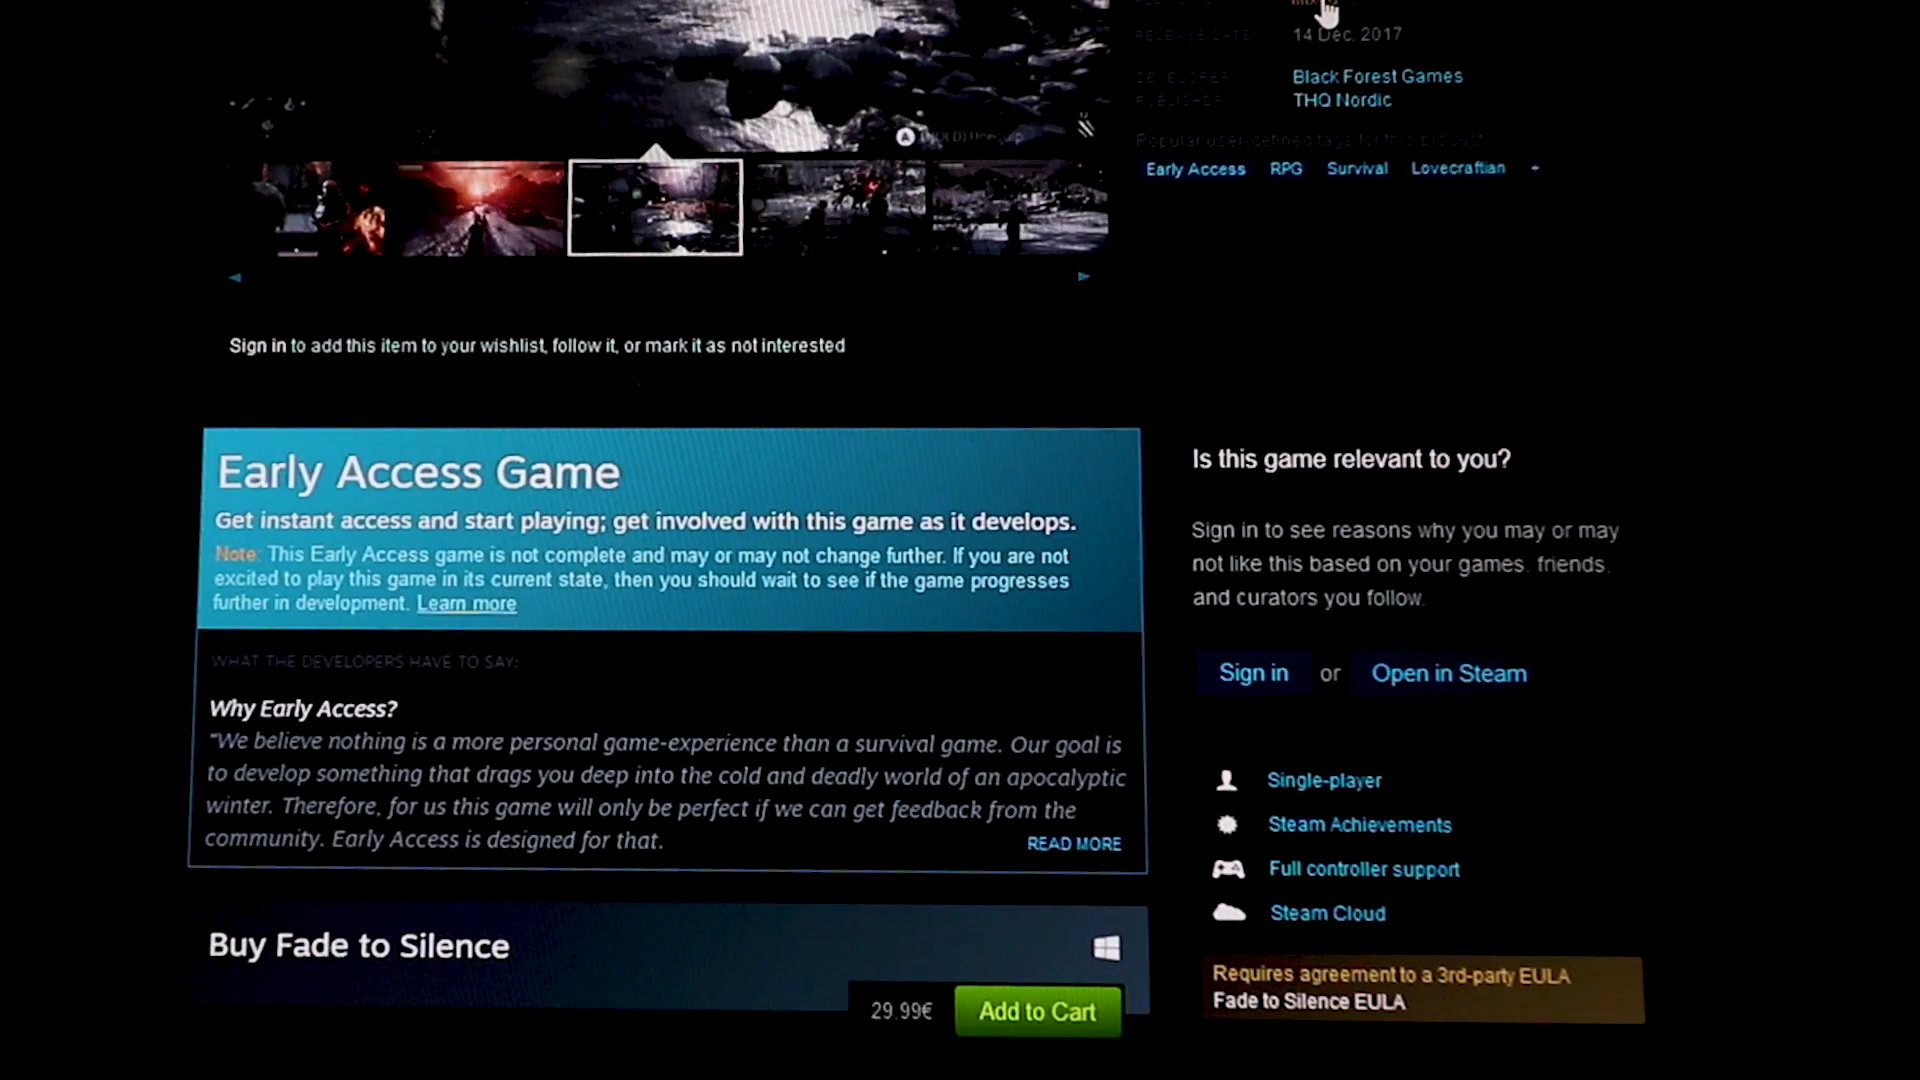 RELEASE DATE 14 Dec, 2017
DEVELOPER Black Forest Games
PUBLISHER THQ Nordic
Popular user-defined tags for this product
Early Access RPG Survival Lovecraftian +
Sign in to add this item to your wishlist, follow it, or mark it as not interested
Early Access Game
Get instant access and start playing; get involved with this game as it develops.
Note: This Early Access game is not complete and may or may not change further. If you are not
excited to play this game in its current state, then you should wait to see if the game progresses
further in development. Learn more
WHAT THE DEVELOPERS HAVE TO SAY:
Why Early Access?
"We believe nothing is a more personal game-experience than a survival game. Our goal is
to develop something that drags you deep into the cold and deadly world of an apocalyptic
winter. Therefore, for us this game will only be perfect if we can get feedback from the
community. Early Access is designed for that.
READ MORE
Buy Fade to Silence
29.99€ Add to Cart
Is this game relevant to you?
Sign in to see reasons why you may or may
not like this based on your games, friends,
and curators you follow.
Sign in or Open in Steam
Single-player
Steam Achievements
Full controller support
Steam Cloud
Requires agreement to a 3rd-party EULA
Fade to Silence EULA